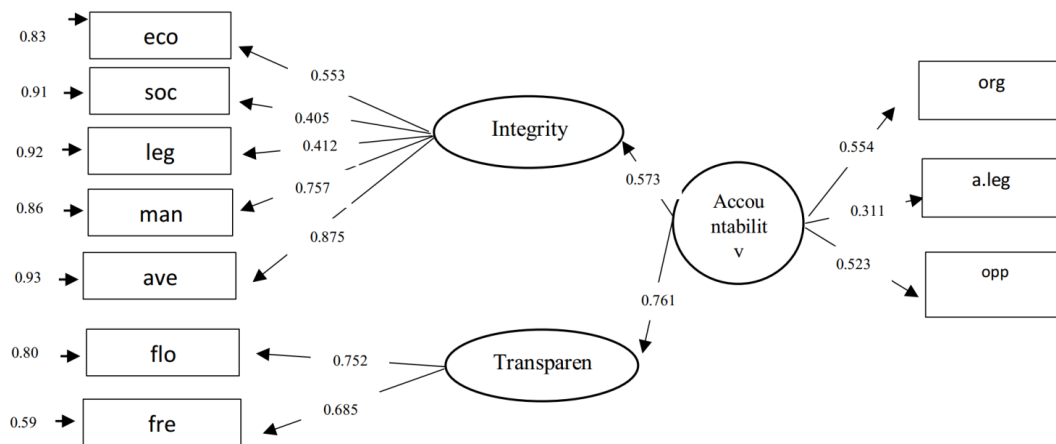 0.83
eco
0.553
0.91
soc
0.405
0.92
leg
0.412
0.86
man
0.757
0.93
ave
0.875
0.80
flo
0.752
0.59
fre
0.685
Integrity
0.573
Accou
ntabilit
v
0.761
Transparen
0.554
org
0.311
a.leg
0.523
opp